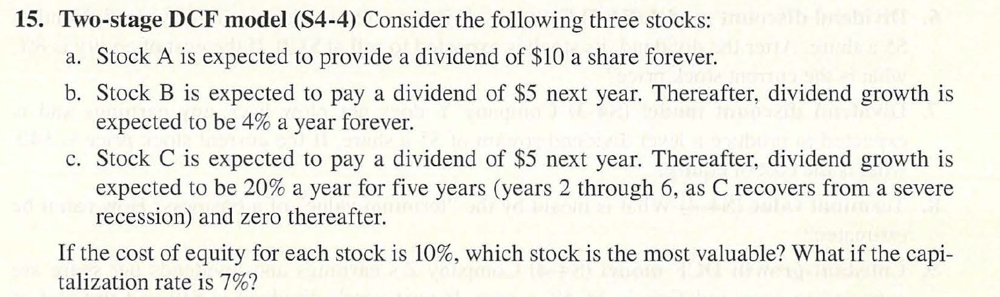 15. Two-stage DCF model (S4-4) Consider the following three stocks:
a. Stock A is expected to provide a dividend of $10 a share forever.
b. Stock B is expected to pay a dividend of $5 next year. Thereafter, dividend growth is
expected to be 4% a year forever.
c. Stock C is expected to pay a dividend of $5 next year. Thereafter, dividend growth is
expected to be 20% a year for five years (years 2 through 6, as C recovers from a severe
recession) and zero thereafter.
If the cost of equity for each stock is 10%, which stock is the most valuable? What if the capi-
talization rate is 7%?